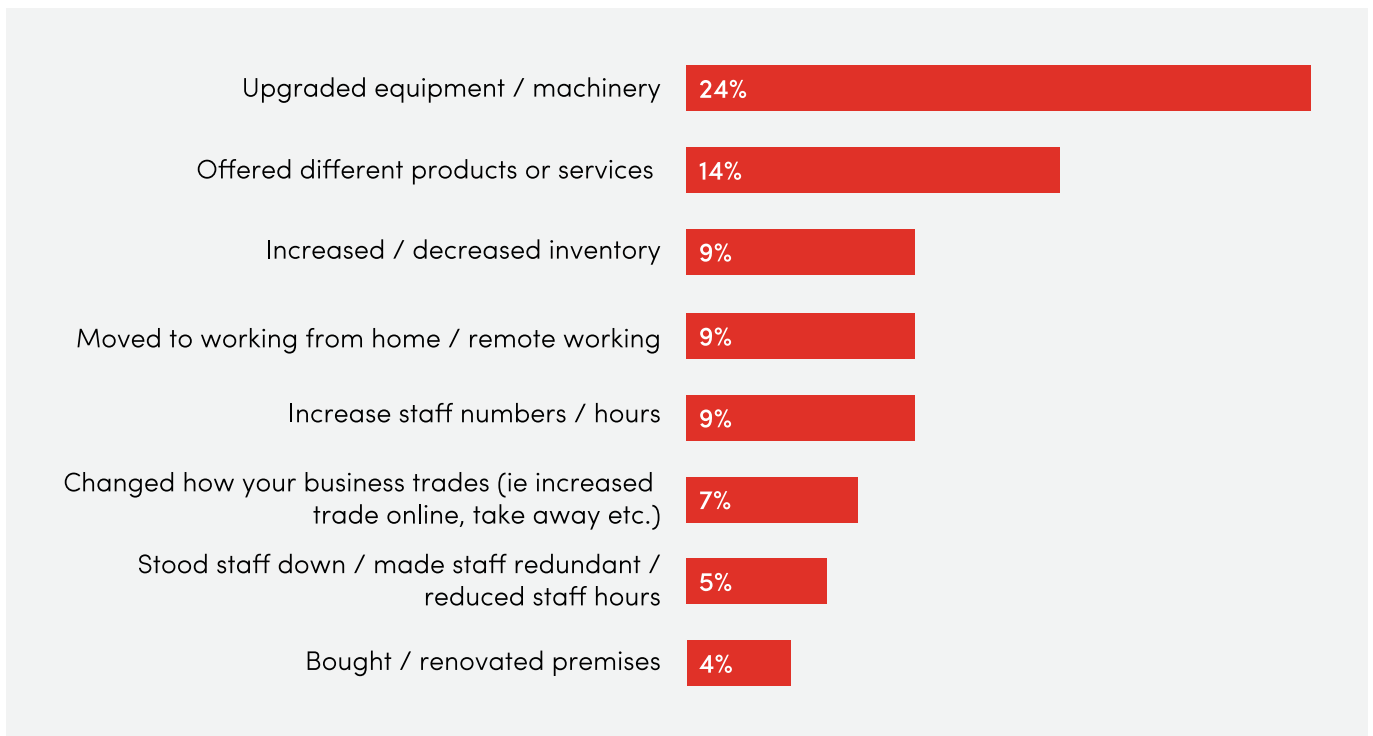 Upgraded equipment / machinery 24%
Offered different products or services 14%
Increased / decreased inventory 9%
Moved to working from home / remote working 9%
Increase staff numbers / hours 9%
Changed how your business trades (ie increased
trade online, take away etc.) 7%
Stood staff down / made staff redundant /
reduced staff hours 5%
Bought / renovated premises 4%